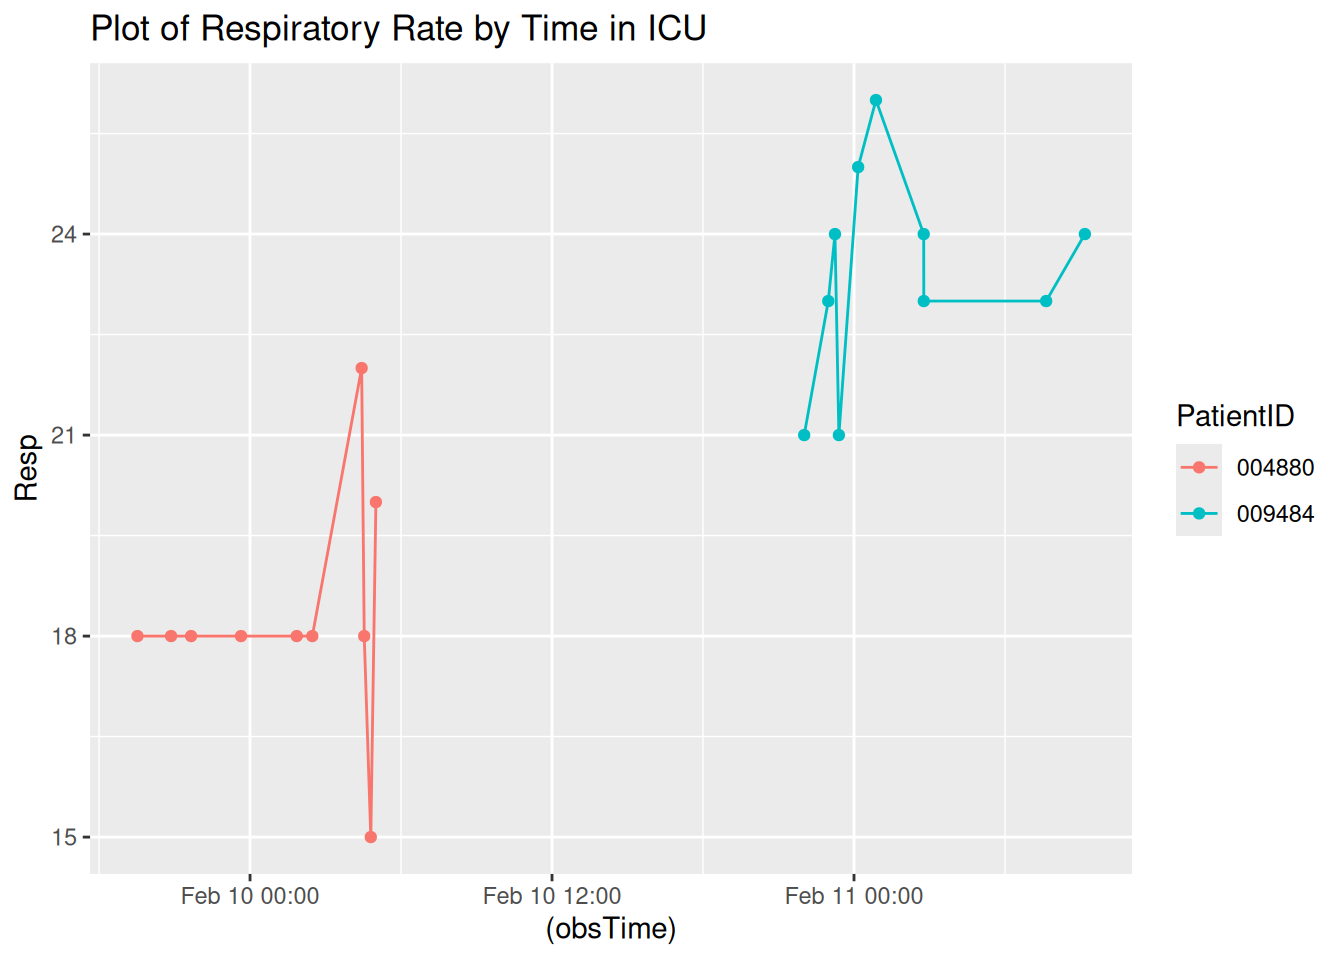 Plot of Respiratory Rate by Time in ICU
24
21
18
15
Resp
Feb 10 00:00
Feb 10 12:00
Feb 11 00:00
(obsTime)
PatientID
004880
009484